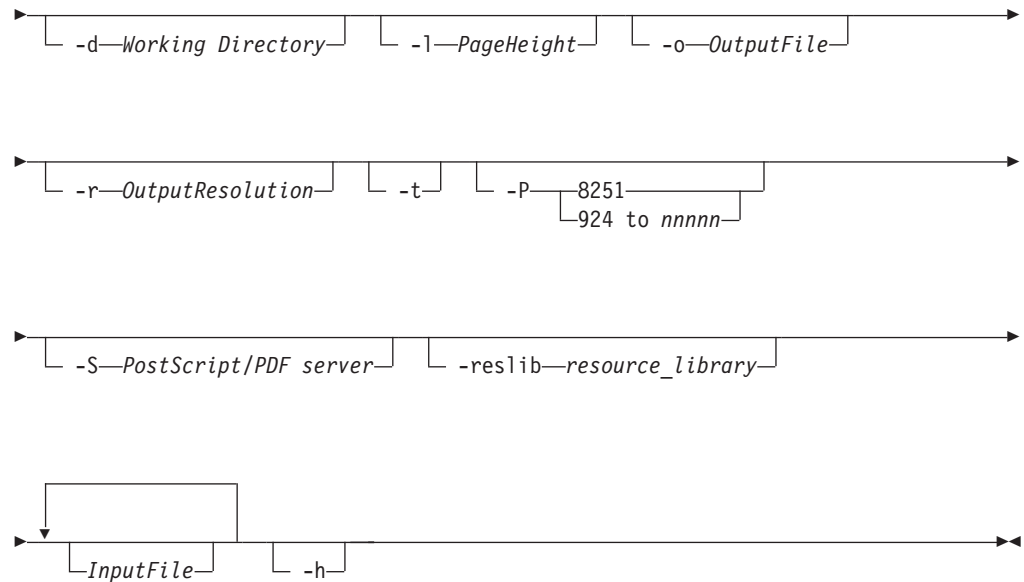 -d Working Directory -l PageHeight -o OutputFile
-r OutputResolution -t -P 8251
924 to nnnnn
-S PostScript/PDF server -reslib resource_library
InputFile -h